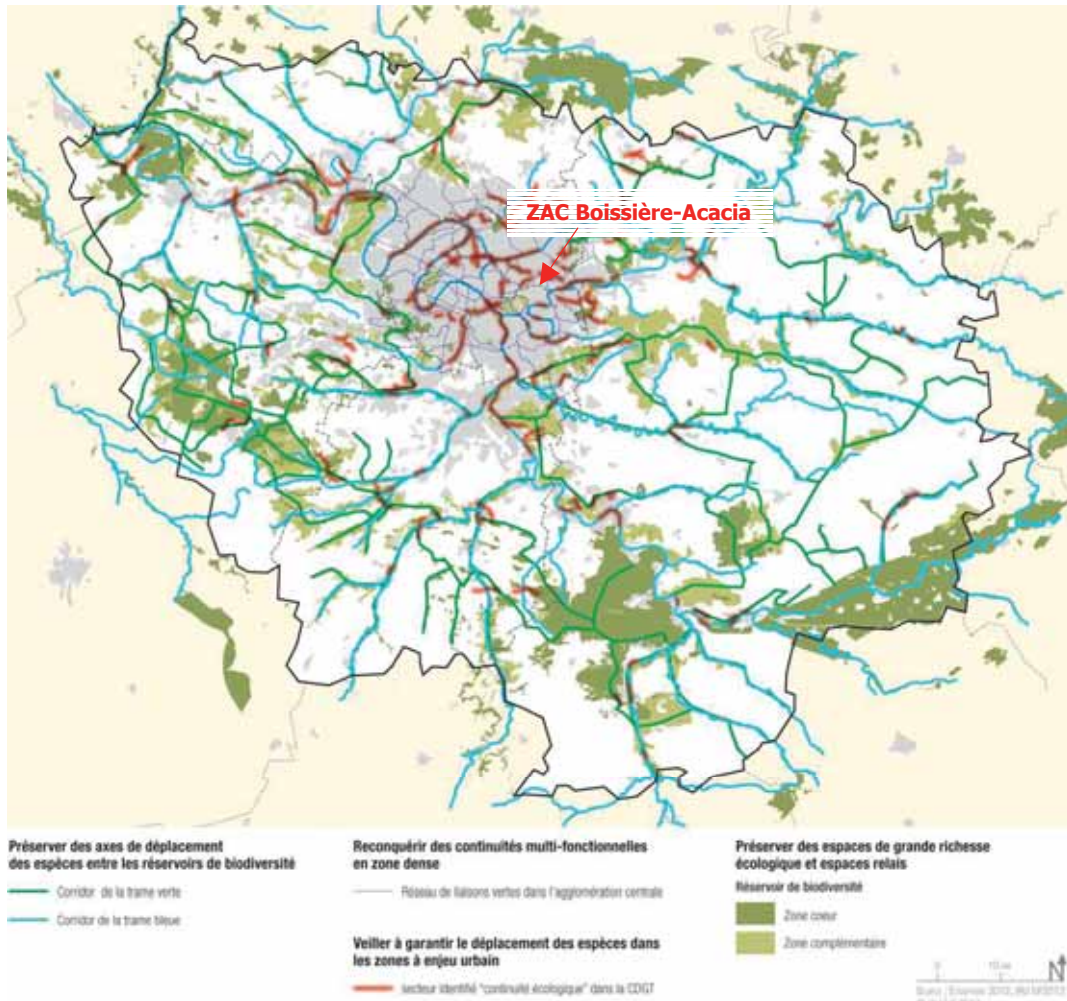 ZAC Boissière-Acacia
Préserver des axes de déplacement
des espèces entre les réservoirs de biodiversité
Corridor de la trame verte
Corridor de la trame bleue
Reconquérir des continuités multi-fonctionnelles
en zone dense
Réseau de liaisons vertes dans l'agglomération centrale
Veiller à garantir le déplacement des espèces dans
les zones à enjeu urbain
secteur identifié "continuité écologique" dans la CDGT
Préserver des espaces de grande richesse
écologique et espaces relais
Réservoir de biodiversité
Zone coeur
Zone complémentaire
0
N